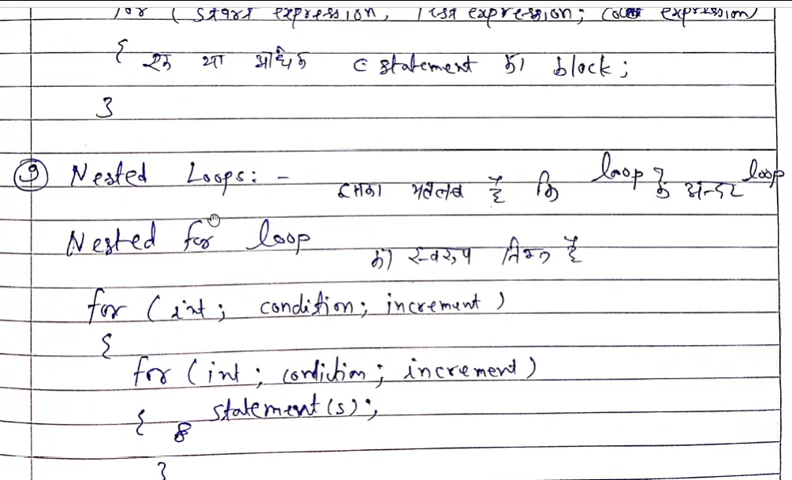 for ( start expression, Test expression; expression)
{ एक या अधिक C statement का block;
}
⑨ Nested Loops: - इसका मतलब है कि loop के अन्दर loop
Nested for loop का स्वरूप निम्न है
for ( int ; condition; increment )
{
for ( int ; condition ; increment )
{ statement (s);
}